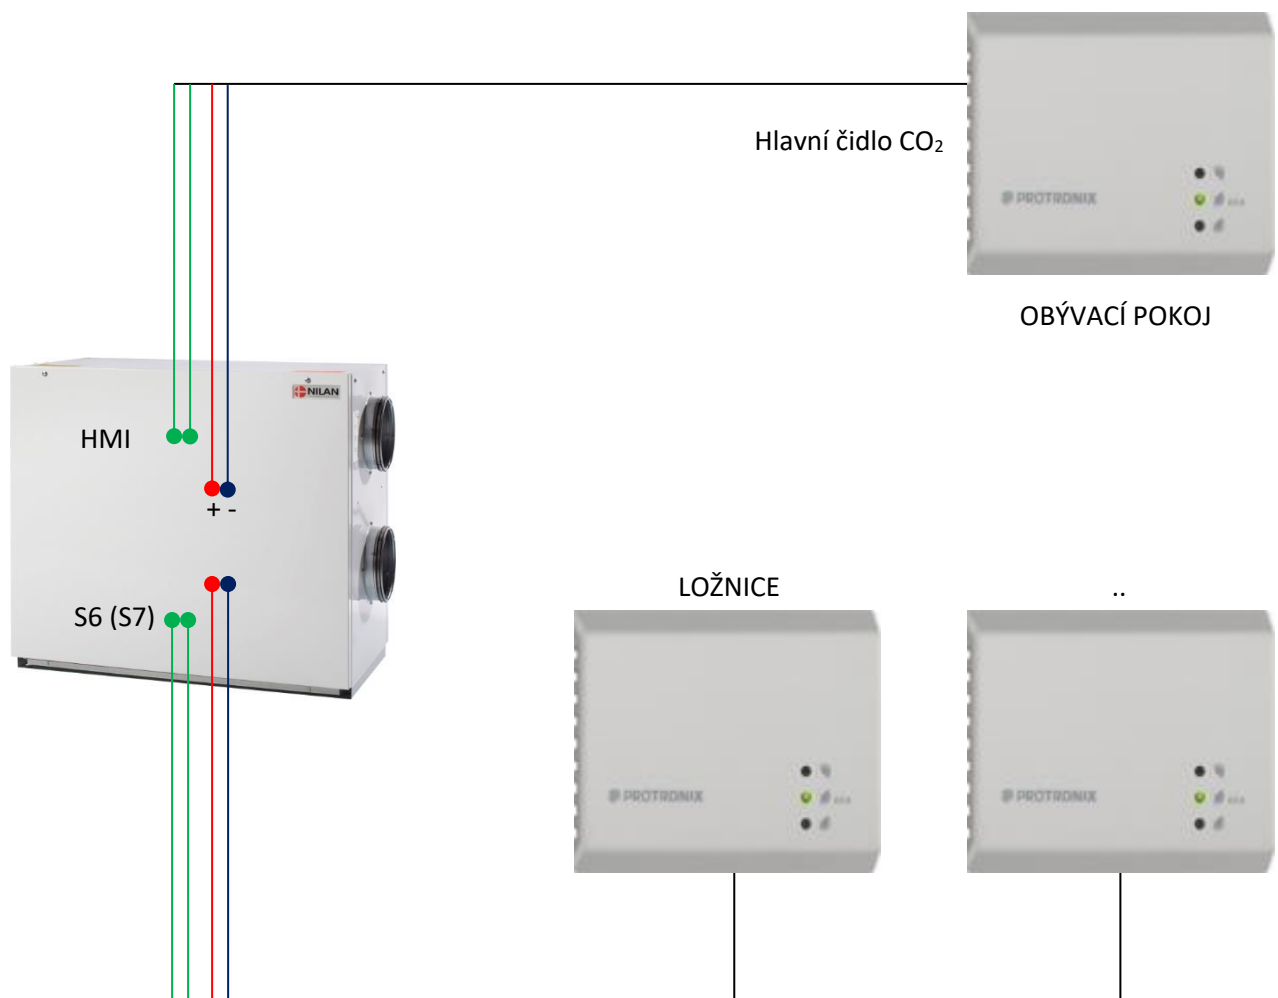 Hlavní čidlo CO₂
PROTRONIX
OBÝVACÍ POKOJ
NILAN
HMI
+ -
S6 (S7)
LOŽNICE
..
PROTRONIX
PROTRONIX